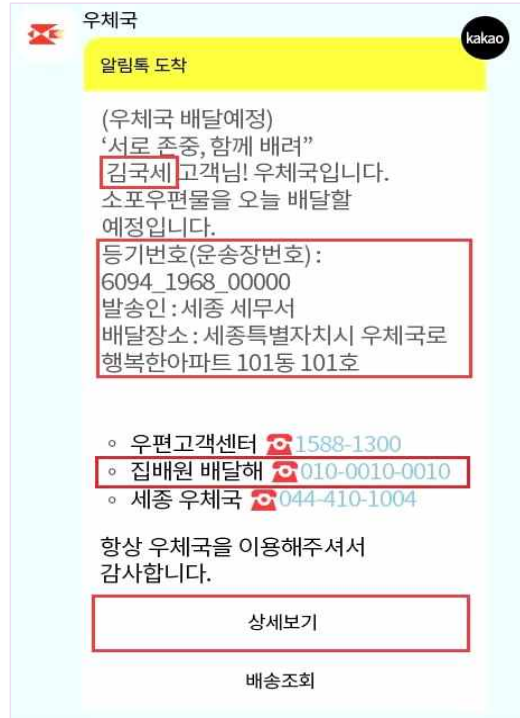 우체국
kakao
알림톡 도착
(우체국 배달예정)
‘서로 존중, 함께 배려”
김국세 고객님! 우체국입니다.
소포우편물을 오늘 배달할
예정입니다.
등기번호(운송장번호) :
6094_1968_00000
발송인 : 세종 세무서
배달장소 : 세종특별자치시 우체국로
행복한아파트 101동 101호
◦ 우편고객센터 ☎1588-1300
◦ 집배원 배달해 ☎010-0010-0010
◦ 세종 우체국 ☎044-410-1004
항상 우체국을 이용해주셔서
감사합니다.
상세보기
배송조회